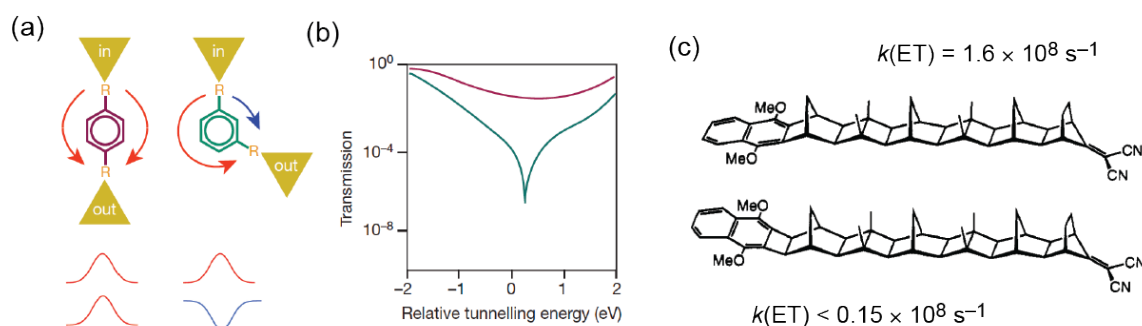 (a)
in
in
R
R
R
R
out
out
(b)
Transmission
10⁰
10⁻⁴
10⁻⁸
−2
−1
0
1
2
Relative tunnelling energy (eV)
(c)
k(ET) = 1.6 × 10⁸ s⁻¹
MeO
MeO
CN
CN
MeO
MeO
CN
CN
k(ET) < 0.15 × 10⁸ s⁻¹